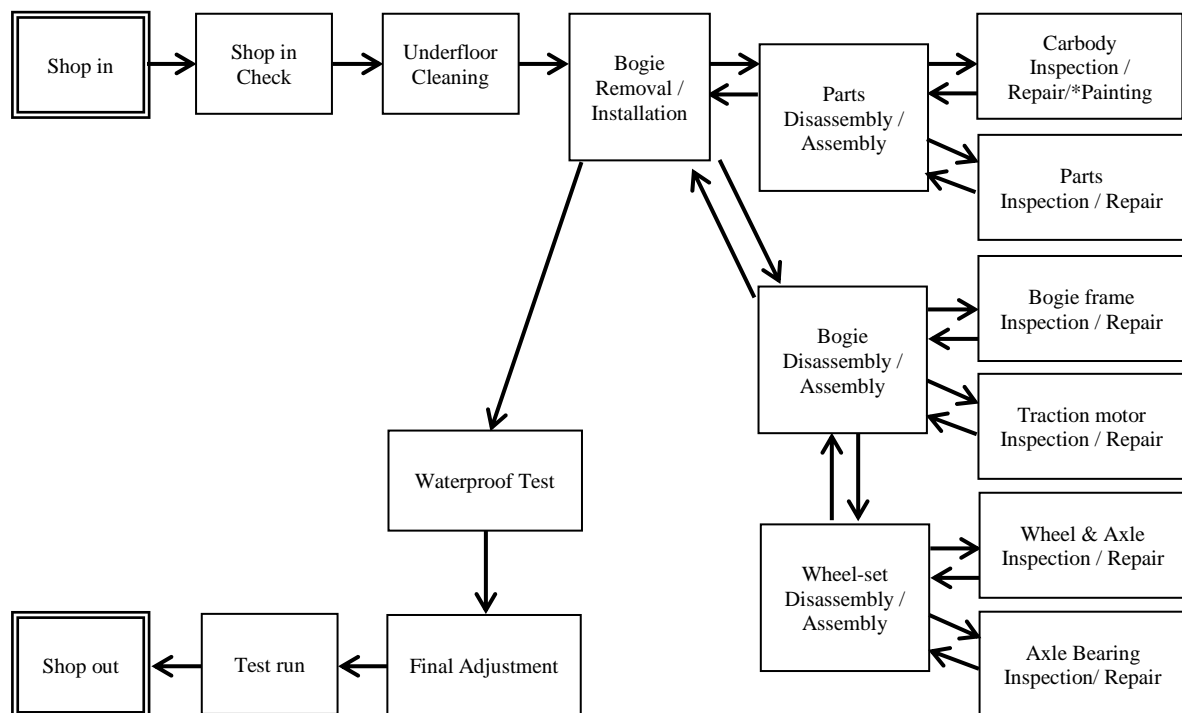 Shop in
Shop in
Check
Underfloor
Cleaning
Bogie
Removal /
Installation
Parts
Disassembly /
Assembly
Carbody
Inspection /
Repair/*Painting
Parts
Inspection / Repair
Bogie frame
Inspection / Repair
Bogie
Disassembly /
Assembly
Traction motor
Inspection / Repair
Waterproof Test
Wheel & Axle
Inspection / Repair
Wheel-set
Disassembly /
Assembly
Axle Bearing
Inspection/ Repair
Shop out
Test run
Final Adjustment